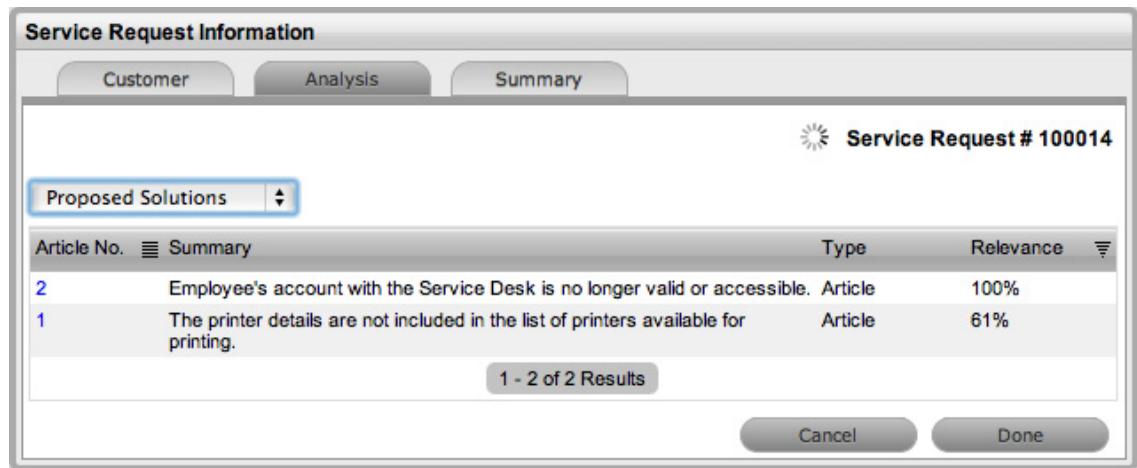 Service Request Information
Customer Analysis Summary
Service Request # 100014
Proposed Solutions
Article No. Summary Type Relevance
2 Employee's account with the Service Desk is no longer valid or accessible. Article 100%
1 The printer details are not included in the list of printers available for Article 61%
printing.
1 - 2 of 2 Results
Cancel Done